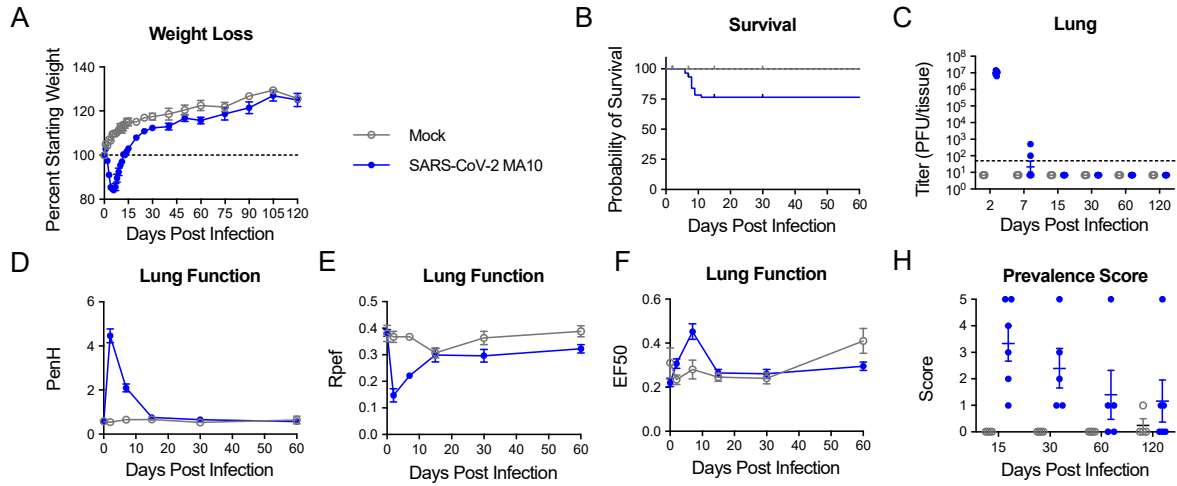 A
Weight Loss
Percent Starting Weight
140
120
100
80
0 15 30 45 60 75 90 105 120
Days Post Infection
Mock
SARS-CoV-2 MA10
B
Survival
Probability of Survival
100
75
50
25
0
0 10 20 30 40 50 60
Days Post Infection
C
Lung
Titer (PFU/tissue)
10⁸
10⁷
10⁶
10⁵
10⁴
10³
10²
10¹
10⁰
2 7 15 30 60 120
Days Post Infection
D
Lung Function
PenH
6
4
2
0
0 10 20 30 40 50 60
Days Post Infection
E
Lung Function
Rpef
0.5
0.4
0.3
0.2
0.1
0.0
0 10 20 30 40 50 60
Days Post Infection
F
Lung Function
EF50
0.6
0.4
0.2
0.0
0 10 20 30 40 50 60
Days Post Infection
H
Prevalence Score
Score
5
4
3
2
1
0
15 30 60 120
Days Post Infection